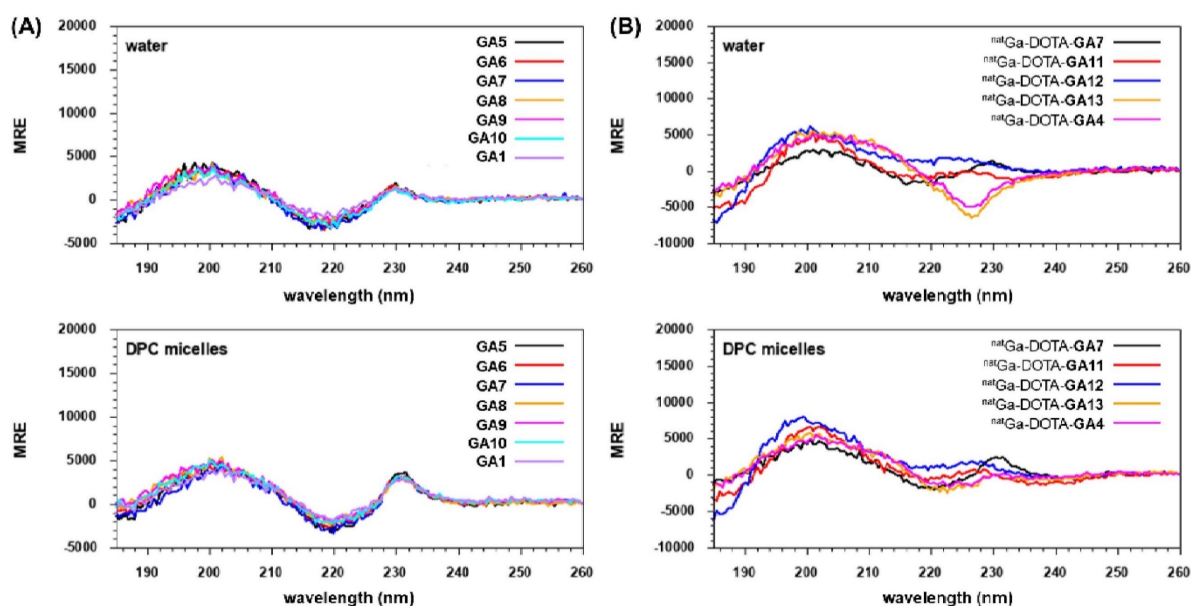 (A)
water
GA5
GA6
GA7
GA8
GA9
GA10
GA1
20000
15000
10000
5000
0
-5000
MRE
190 200 210 220 230 240 250 260
wavelength (nm)
DPC micelles
GA5
GA6
GA7
GA8
GA9
GA10
GA1
20000
15000
10000
5000
0
-5000
MRE
190 200 210 220 230 240 250 260
wavelength (nm)
(B)
water
natGa-DOTA-GA7
natGa-DOTA-GA11
natGa-DOTA-GA12
natGa-DOTA-GA13
natGa-DOTA-GA4
20000
15000
10000
5000
0
-5000
-10000
MRE
190 200 210 220 230 240 250 260
wavelength (nm)
DPC micelles
natGa-DOTA-GA7
natGa-DOTA-GA11
natGa-DOTA-GA12
natGa-DOTA-GA13
natGa-DOTA-GA4
20000
15000
10000
5000
0
-5000
-10000
MRE
190 200 210 220 230 240 250 260
wavelength (nm)